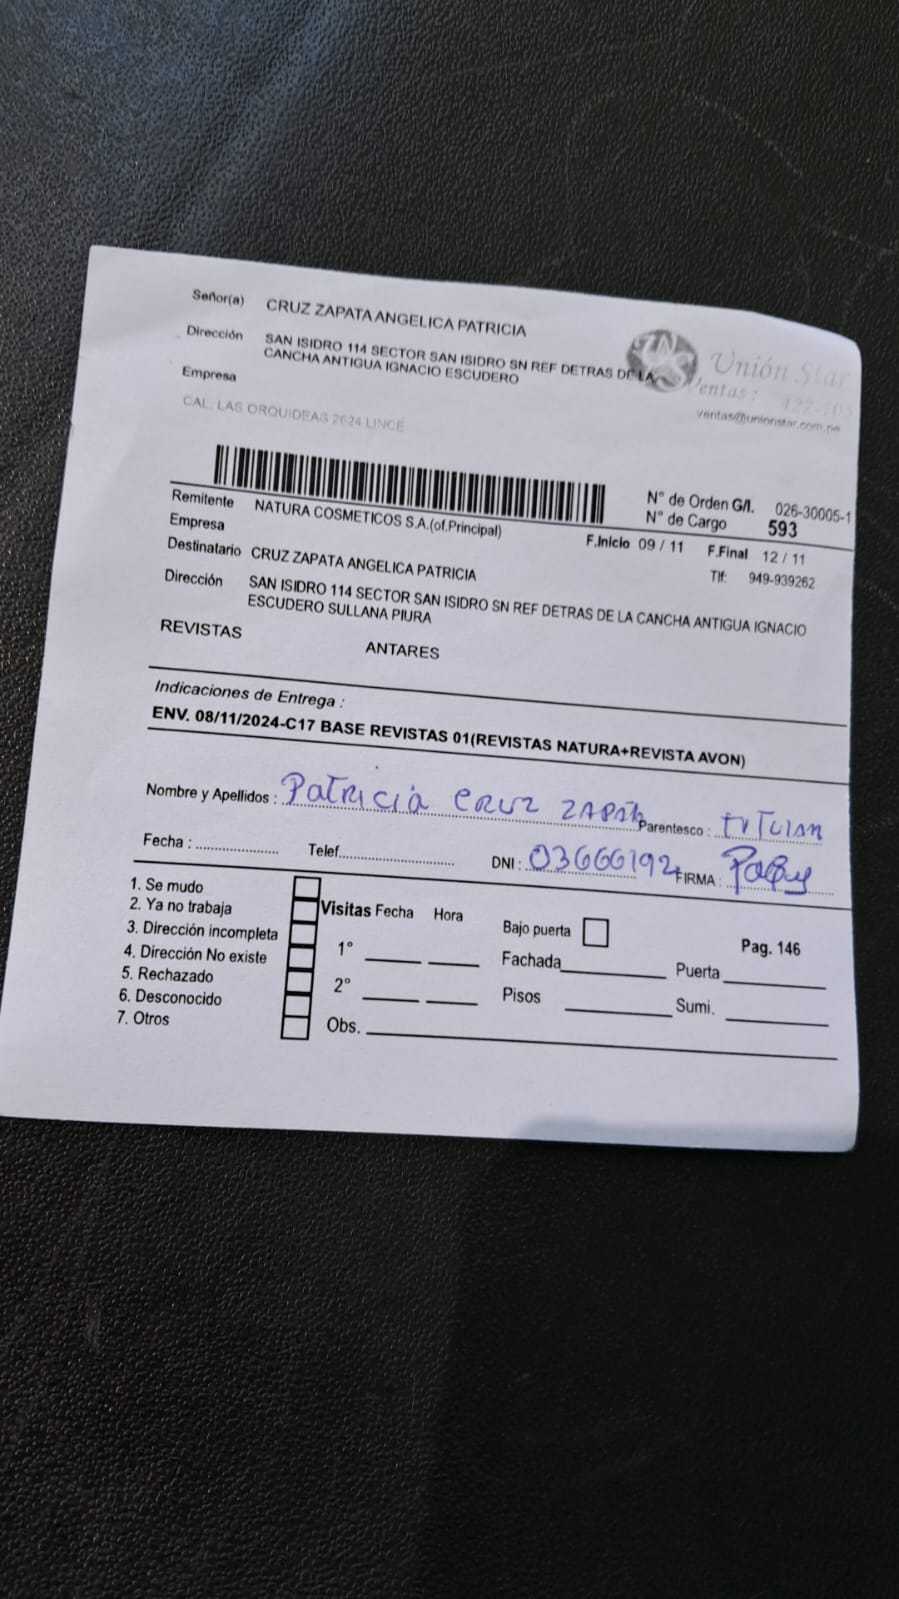 Señor(a) CRUZ ZAPATA ANGELICA PATRICIA
Dirección SAN ISIDRO 114 SECTOR SAN ISIDRO SN REF DETRAS DE LA
CANCHA ANTIGUA IGNACIO ESCUDERO
Empresa
CAL. LAS ORQUIDEAS 2624 LINCE
Unión Star
Ventas :
ventas@unionstar.com.pe
N° de Orden G/I. 026-30005-1
N° de Cargo 593
Remitente NATURA COSMETICOS S.A.(of.Principal)
Empresa
F.Inicio 09 / 11 F.Final 12 / 11
Destinatario CRUZ ZAPATA ANGELICA PATRICIA
Tlf: 949-939262
Dirección SAN ISIDRO 114 SECTOR SAN ISIDRO SN REF DETRAS DE LA CANCHA ANTIGUA IGNACIO
ESCUDERO SULLANA PIURA
REVISTAS ANTARES
Indicaciones de Entrega :
ENV. 08/11/2024-C17 BASE REVISTAS 01(REVISTAS NATURA+REVISTA AVON)
Nombre y Apellidos : Patricia CRUZ ZAPATA Parentesco :
Fecha : Telef. DNI : 03666192 FIRMA :
1. Se mudo
2. Ya no trabaja
3. Dirección incompleta
4. Dirección No existe
5. Rechazado
6. Desconocido
7. Otros
Visitas Fecha Hora
1°
2°
Obs.
Bajo puerta
Fachada Puerta
Pisos Sumi.
Pag. 146